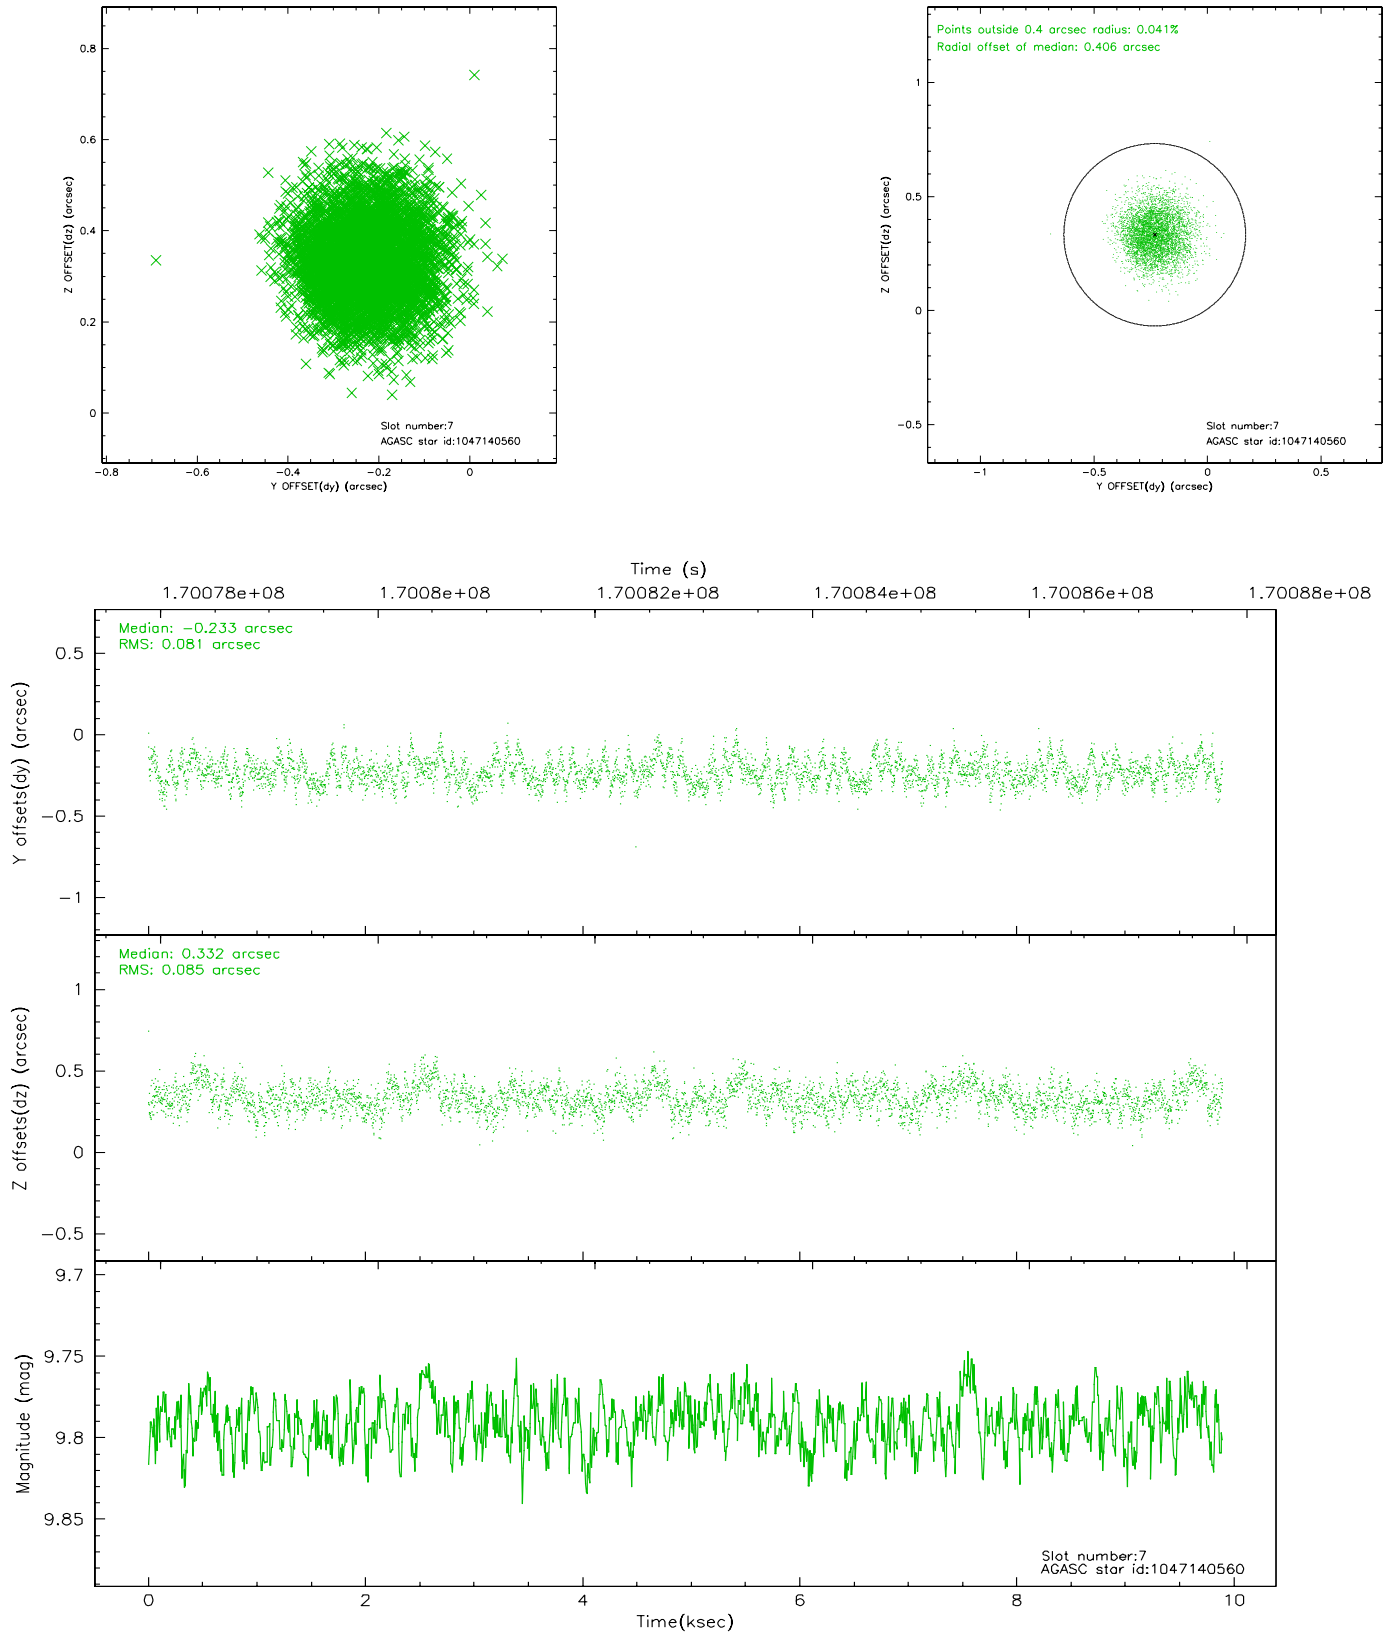 0.8
0.6
0.4
0.2
0
Z OFFSET(dz) (arcsec)
Slot number:7
AGASC star id:1047140560
−0.8 −0.6 −0.4 −0.2 0
Y OFFSET(dy) (arcsec)
Points outside 0.4 arcsec radius: 0.041%
Radial offset of median: 0.406 arcsec
1
0.5
0
−0.5
Z OFFSET(dz) (arcsec)
Slot number:7
AGASC star id:1047140560
−1 −0.5 0 0.5
Y OFFSET(dy) (arcsec)
Time (s)
1.70078e+08 1.7008e+08 1.70082e+08 1.70084e+08 1.70086e+08 1.70088e+08
Median: −0.233 arcsec
RMS: 0.081 arcsec
0.5
0
−0.5
−1
Y offsets(dy) (arcsec)
Median: 0.332 arcsec
RMS: 0.085 arcsec
1
0.5
0
−0.5
Z offsets(dz) (arcsec)
9.7
9.75
9.8
9.85
Magnitude (mag)
Slot number:7
AGASC star id:1047140560
0 2 4 6 8 10
Time(ksec)